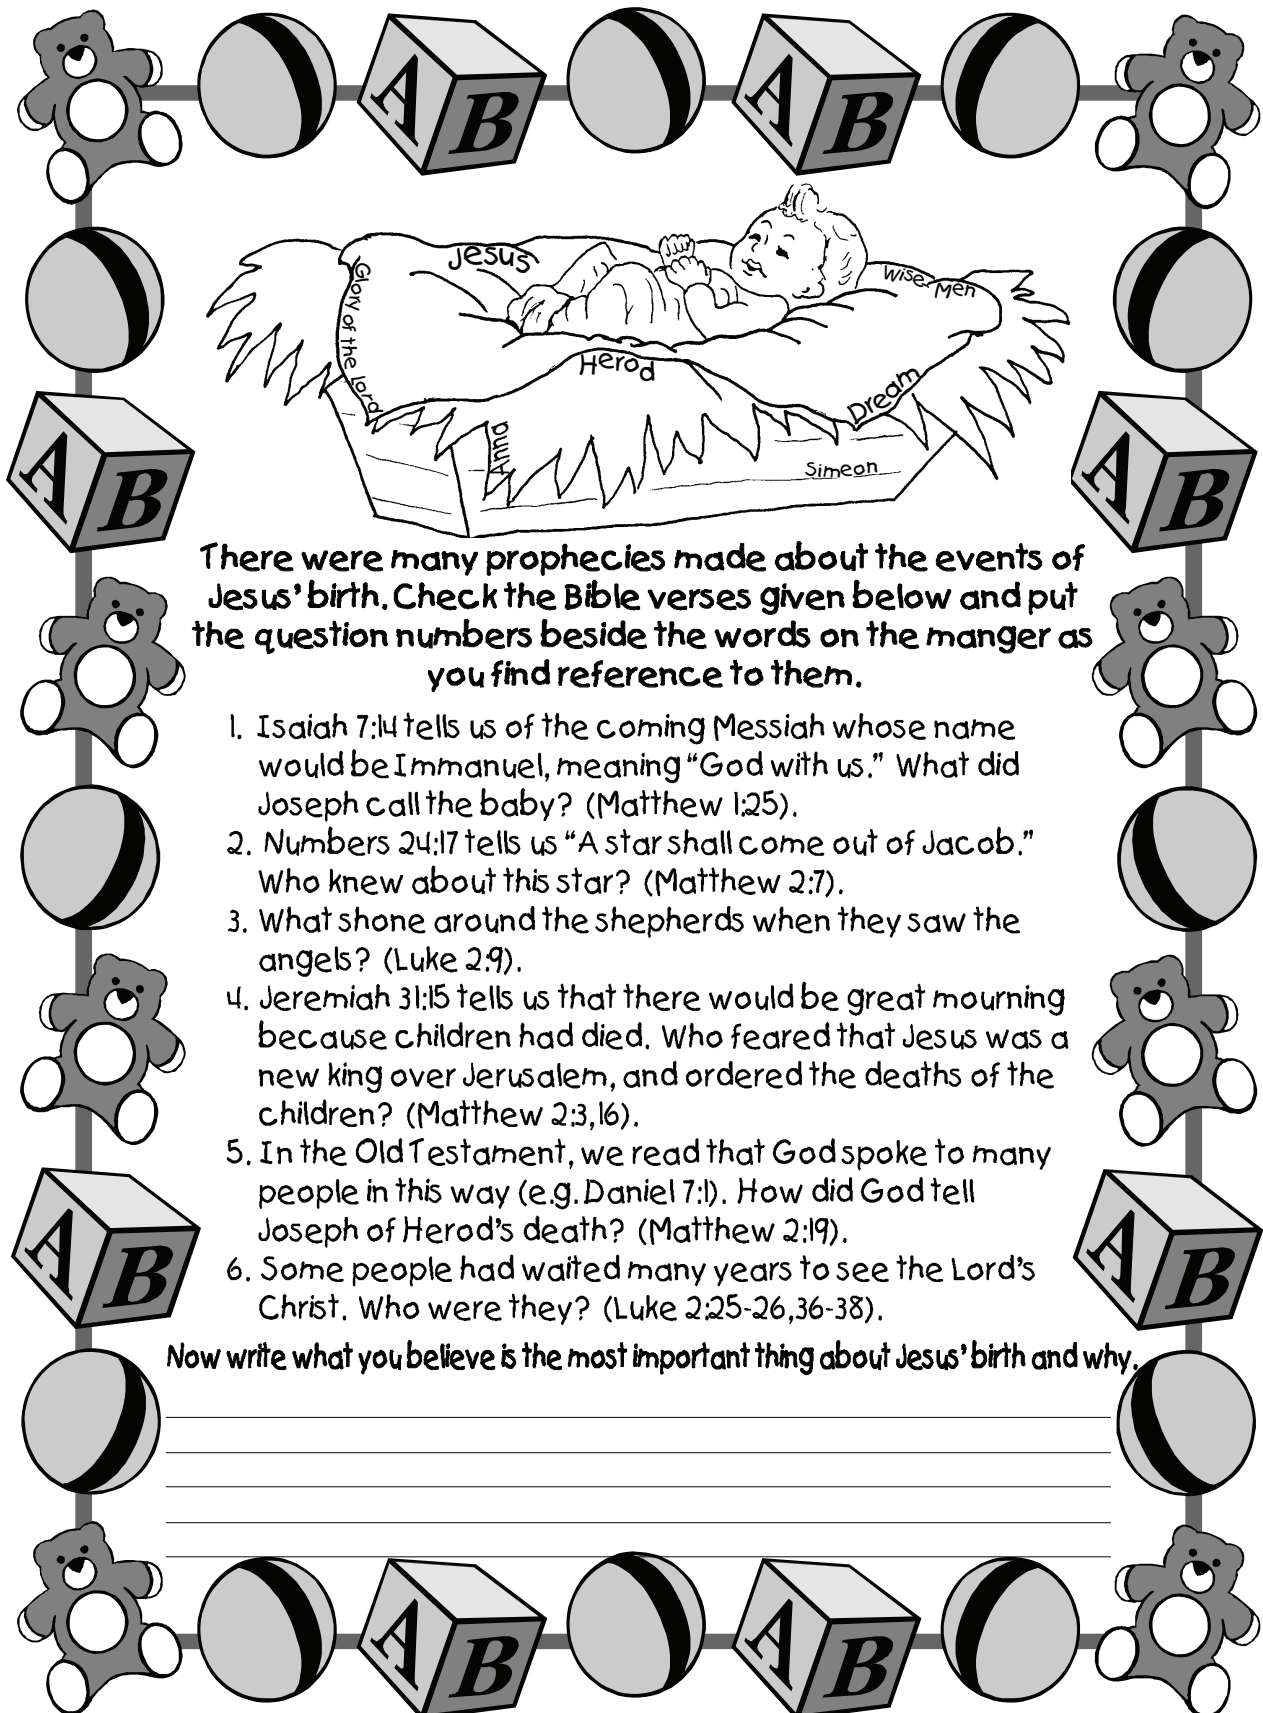 A B
A B
Jesus
Wise Men
Glory of the Lord
Herod
Dream
Anna
Simeon
A B
A B
There were many prophecies made about the events of
Jesus' birth. Check the Bible verses given below and put
the question numbers beside the words on the manger as
you find reference to them.
1. Isaiah 7:14 tells us of the coming Messiah whose name
would be Immanuel, meaning "God with us." What did
Joseph call the baby? (Matthew 1:25).
2. Numbers 24:17 tells us "A star shall come out of Jacob."
Who knew about this star? (Matthew 2:7).
3. What shone around the shepherds when they saw the
angels? (Luke 2:9).
4. Jeremiah 31:15 tells us that there would be great mourning
because children had died. Who feared that Jesus was a
new king over Jerusalem, and ordered the deaths of the
children? (Matthew 2:3,16).
5. In the Old Testament, we read that God spoke to many
people in this way (e.g. Daniel 7:1). How did God tell
Joseph of Herod's death? (Matthew 2:19).
6. Some people had waited many years to see the Lord's
Christ. Who were they? (Luke 2:25-26,36-38).
A B
A B
Now write what you believe is the most important thing about Jesus' birth and why.
A B
A B